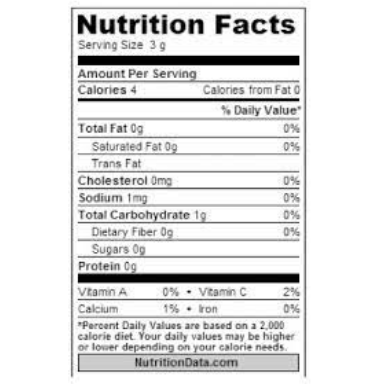 Nutrition Facts
Serving Size 3 g
Amount Per Serving
Calories 4 Calories from Fat 0
% Daily Value*
Total Fat 0g 0%
Saturated Fat 0g 0%
Trans Fat
Cholesterol 0mg 0%
Sodium 1mg 0%
Total Carbohydrate 1g 0%
Dietary Fiber 0g 0%
Sugars 0g
Protein 0g
Vitamin A 0% • Vitamin C 2%
Calcium 1% • Iron 0%
*Percent Daily Values are based on a 2,000
calorie diet. Your daily values may be higher
or lower depending on your calorie needs.
NutritionData.com